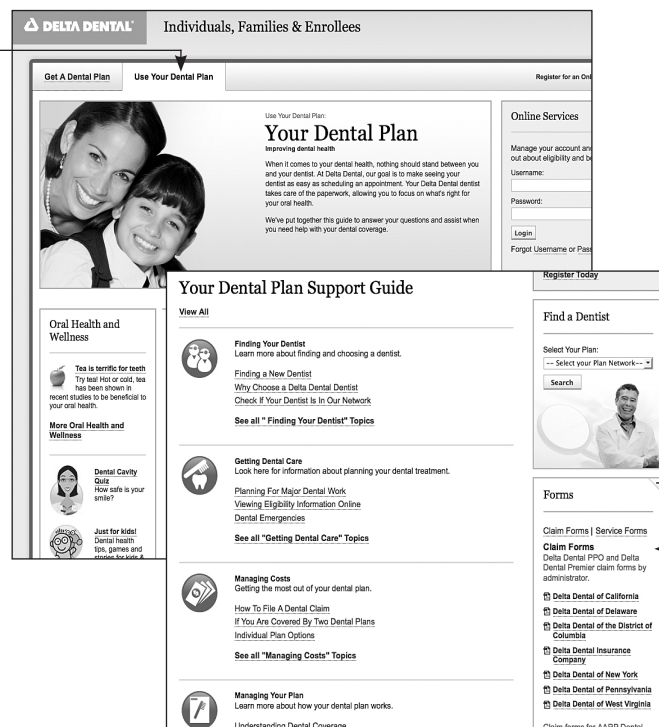 DELTA DENTAL®
Individuals, Families & Enrollees
Get A Dental Plan
Use Your Dental Plan
Register for an
Use Your Dental Plan:
Your Dental Plan
Improving dental health
When it comes to your dental health, nothing should stand between you
and your dentist. At Delta Dental, our goal is to make seeing your
dentist as easy as scheduling an appointment. Your Delta Dental dentist
takes care of the paperwork, allowing you to focus on what's right for
your oral health.
We've put together this guide to answer your questions and assist when
you need help with your dental coverage.
Online Services
Manage your account
out about eligibility and
Username:
Password:
Login
Forgot Username or
Register Today
Oral Health and
Wellness
Tea is terrific for teeth
Try tea! Hot or cold, tea
has been shown in
recent studies to be beneficial to
your oral health.
More Oral Health and
Wellness
Dental Cavity
Quiz
How safe is your
smile?
Just for kids!
Dental health
tips, games and
stories for kids &
Your Dental Plan Support Guide
View All
Finding Your Dentist
Learn more about finding and choosing a dentist.
Finding a New Dentist
Why Choose a Delta Dental Dentist
Check If Your Dentist Is In Our Network
See all " Finding Your Dentist" Topics
Getting Dental Care
Look here for information about planning your dental treatment.
Planning For Major Dental Work
Viewing Eligibility Information Online
Dental Emergencies
See all "Getting Dental Care" Topics
Managing Costs
Getting the most out of your dental plan.
How To File A Dental Claim
If You Are Covered By Two Dental Plans
Individual Plan Options
See all "Managing Costs" Topics
Managing Your Plan
Learn more about how your dental plan works.
Understanding Dental Coverage
Find a Dentist
Select Your Plan:
-- Select your Plan Network--
Search
Forms
Claim Forms | Service Forms
Claim Forms
Delta Dental PPO and Delta
Dental Premier claim forms by
administrator.
Delta Dental of California
Delta Dental of Delaware
Delta Dental of the District of
Columbia
Delta Dental Insurance
Company
Delta Dental of New York
Delta Dental of Pennsylvania
Delta Dental of West Virginia
Claim forms for AARP Dental